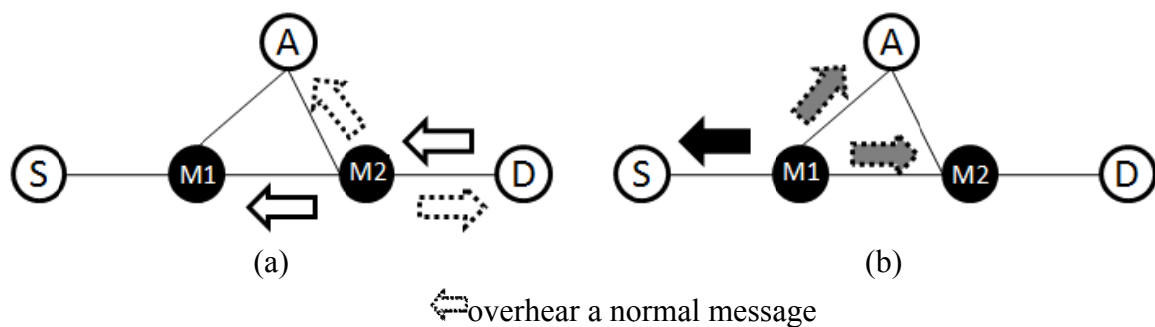 A A
S M1 M2 D S M1 M2 D
(a) (b)
overhear a normal message